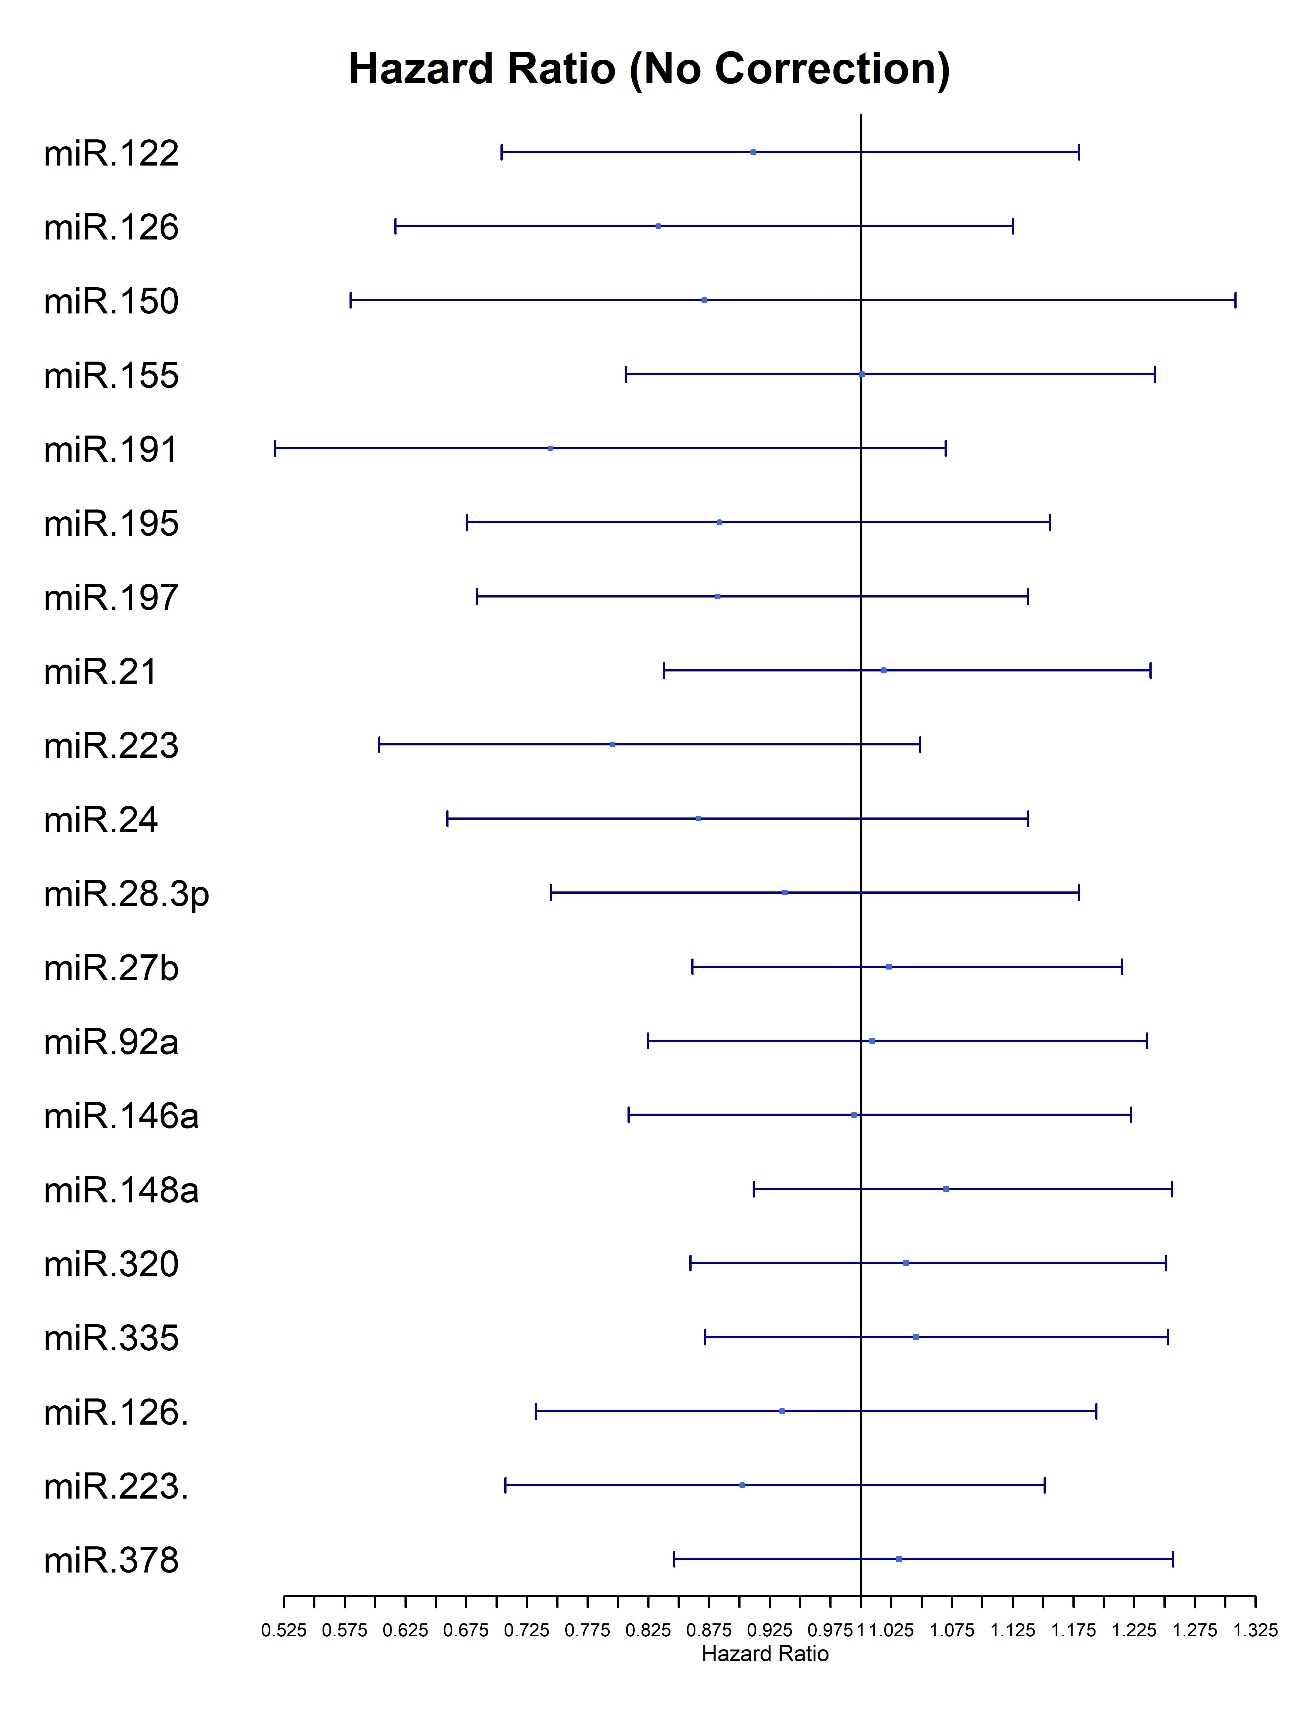 Hazard Ratio (No Correction)
miR.122
miR.126
miR.150
miR.155
miR.191
miR.195
miR.197
miR.21
miR.223
miR.24
miR.28.3p
miR.27b
miR.92a
miR.146a
miR.148a
miR.320
miR.335
miR.126.
miR.223.
miR.378
0.525 0.575 0.625 0.675 0.725 0.775 0.825 0.875 0.925 0.975 1 1.025 1.075 1.125 1.175 1.225 1.275 1.325
Hazard Ratio